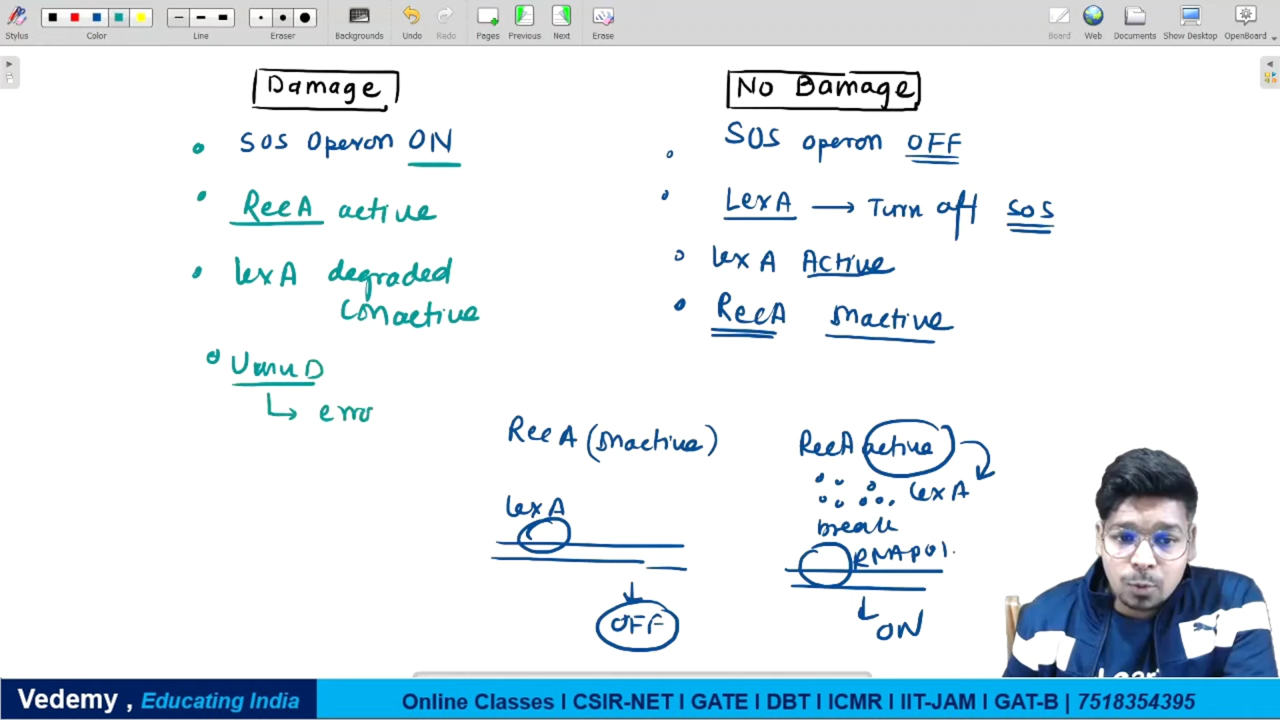 Stylus
Color
Line
Eraser
Backgrounds
Undo
Redo
Pages
Previous
Next
Erase
Board
Web
Documents
Show Desktop
OpenBoard
Damage
SOS Operon ON
RecA active
lexA degraded
Inactive
UmuD
↳ erro
No Bamage
SOS operon OFF
LexA → Turn off SOS
lexA Active
RecA Inactive
RecA (Inactive)
lexA
OFF
RecA active
lexA
break
RNAPol.
ON
Vedemy , Educating India
Online Classes I CSIR-NET I GATE I DBT I ICMR I IIT-JAM I GAT-B | 7518354395